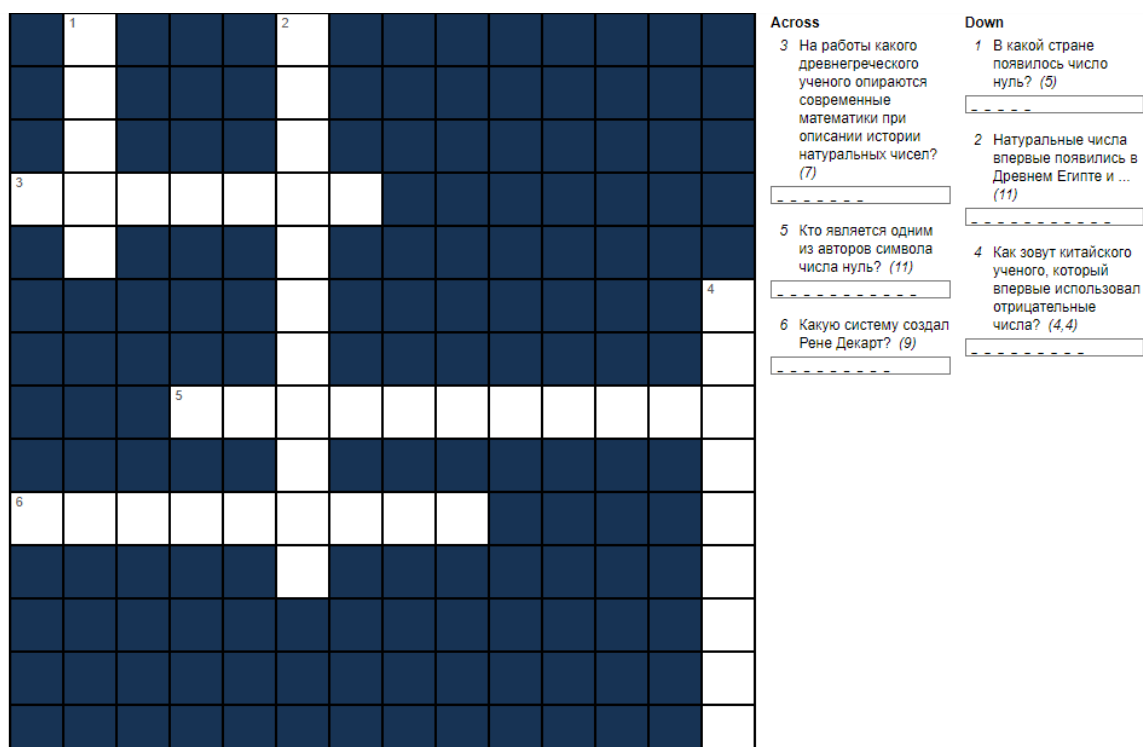 1
2
3
4
5
6
Across
3 На работы какого
древнегреческого
ученого опираются
современные
математики при
описании истории
натуральных чисел?
(7)
_ _ _ _ _ _ _
5 Кто является одним
из авторов символа
числа нуль? (11)
_ _ _ _ _ _ _ _ _ _ _
6 Какую систему создал
Рене Декарт? (9)
_ _ _ _ _ _ _ _ _
Down
1 В какой стране
появилось число
нуль? (5)
_ _ _ _ _
2 Натуральные числа
впервые появились в
Древнем Египте и ...
(11)
_ _ _ _ _ _ _ _ _ _ _
4 Как зовут китайского
ученого, который
впервые использовал
отрицательные
числа? (4,4)
_ _ _ _ _ _ _ _ _